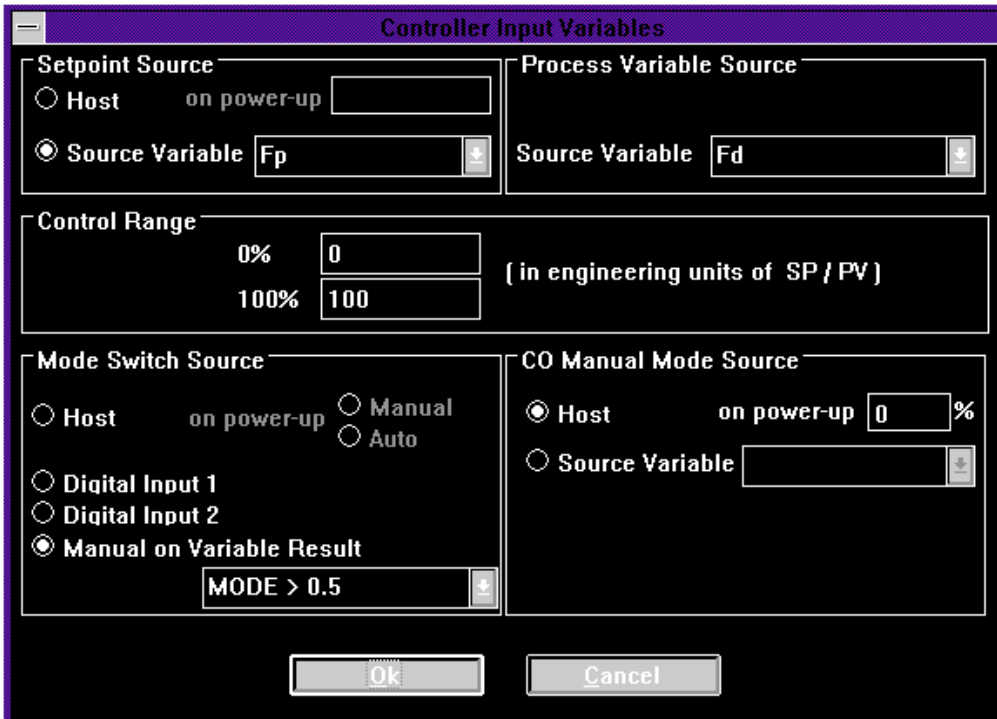 Controller Input Variables
Setpoint Source
Host on power-up
Source Variable Fp
Process Variable Source
Source Variable Fd
Control Range
0% 0
100% 100
( in engineering units of SP / PV )
Mode Switch Source
Host on power-up Manual
Auto
Digital Input 1
Digital Input 2
Manual on Variable Result
MODE > 0.5
CO Manual Mode Source
Host on power-up 0 %
Source Variable
Ok Cancel